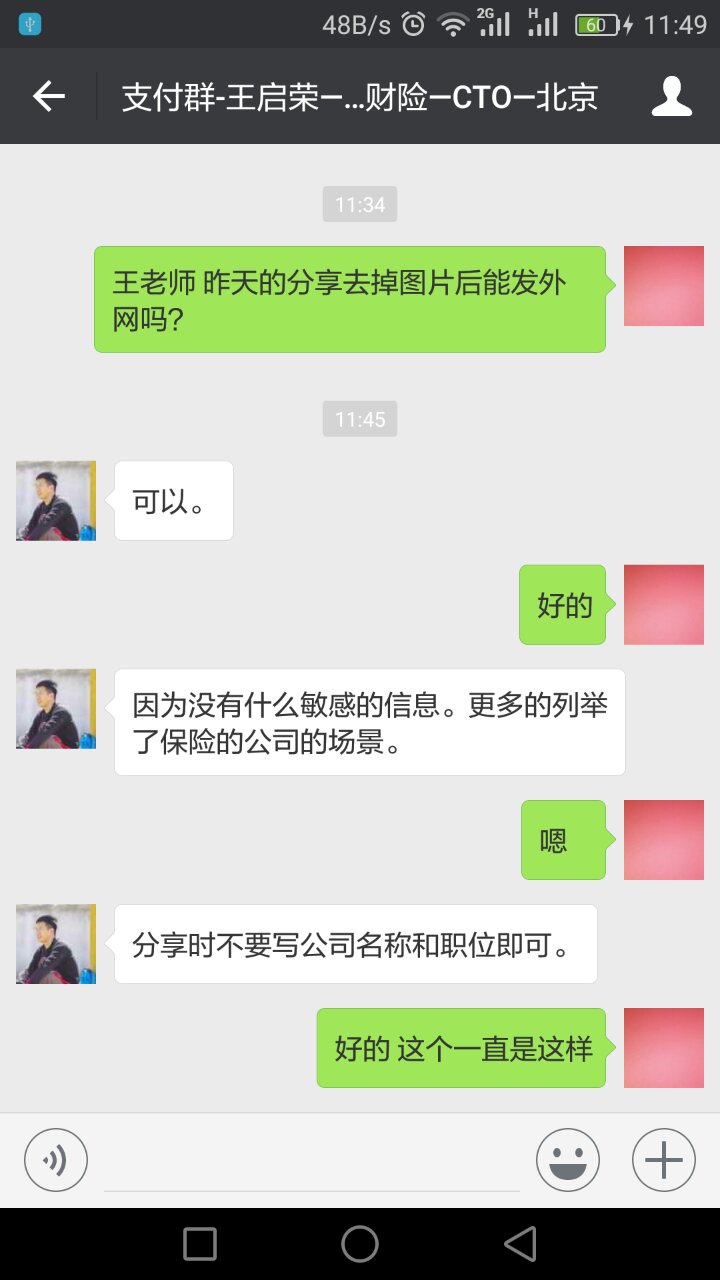 48B/s 2G H 60 11:49
支付群-王启荣—...财险—CTO—北京
11:34
王老师 昨天的分享去掉图片后能发外
网吗?
11:45
可以。
好的
因为没有什么敏感的信息。更多的列举
了保险的公司的场景。
嗯
分享时不要写公司名称和职位即可。
好的 这个一直是这样